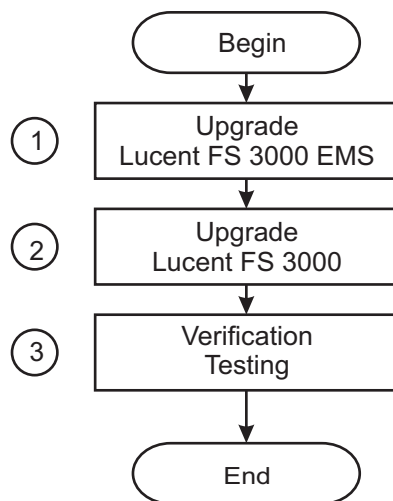 Begin
1
Upgrade
Lucent FS 3000 EMS
2
Upgrade
Lucent FS 3000
3
Verification
Testing
End